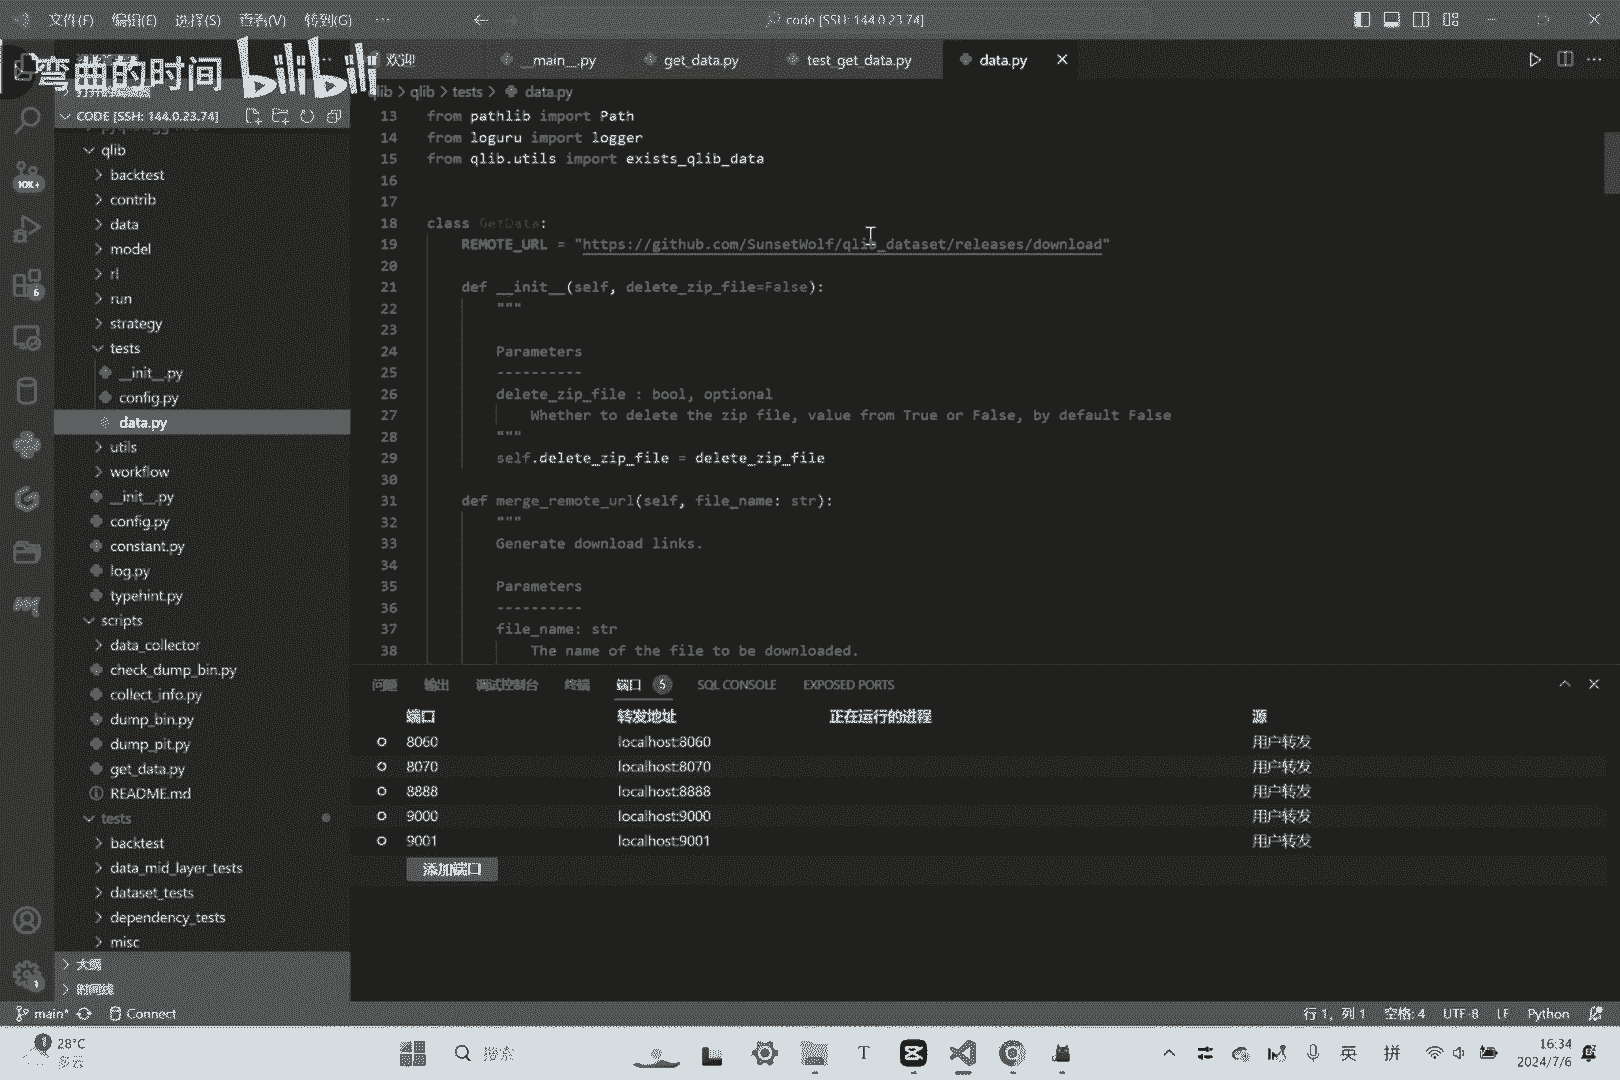 文件(F) 编辑(E) 选择(S) 查看(V) 转到(G) ···
code [SSH: 144.0.23.74]
弯曲的时间 bilibili
欢迎 __main__.py get_data.py test_get_data.py data.py
qlib > qlib > tests > data.py
CODE [SSH: 144.0.23.74]
qlib
backtest
contrib
data
model
rl
run
strategy
tests
__init__.py
config.py
data.py
utils
workflow
__init__.py
config.py
constant.py
log.py
typehint.py
scripts
data_collector
check_dump_bin.py
collect_info.py
dump_bin.py
dump_pit.py
get_data.py
README.md
tests
backtest
data_mid_layer_tests
dataset_tests
dependency_tests
misc
大纲
时间线
10K+
6
1
13 from pathlib import Path
14 from loguru import logger
15 from qlib.utils import exists_qlib_data
16
17
18 class GetData:
19 REMOTE_URL = "https://github.com/SunsetWolf/qlib_dataset/releases/download"
20
21 def __init__(self, delete_zip_file=False):
22 """
23
24 Parameters
25 ----------
26 delete_zip_file : bool, optional
27 Whether to delete the zip file, value from True or False, by default False
28 """
29 self.delete_zip_file = delete_zip_file
30
31 def merge_remote_url(self, file_name: str):
32 """
33 Generate download links.
34
35 Parameters
36 ----------
37 file_name: str
38 The name of the file to be downloaded.
问题 输出 调试控制台 终端 端口 5 SQL CONSOLE EXPOSED PORTS
端口 转发地址 正在运行的进程 源
8060 localhost:8060 用户转发
8070 localhost:8070 用户转发
8888 localhost:8888 用户转发
9000 localhost:9000 用户转发
9001 localhost:9001 用户转发
添加端口
main* Connect 行 1, 列 1 空格: 4 UTF-8 LF Python
28°C
多云
搜索
英 拼
16:34
2024/7/6